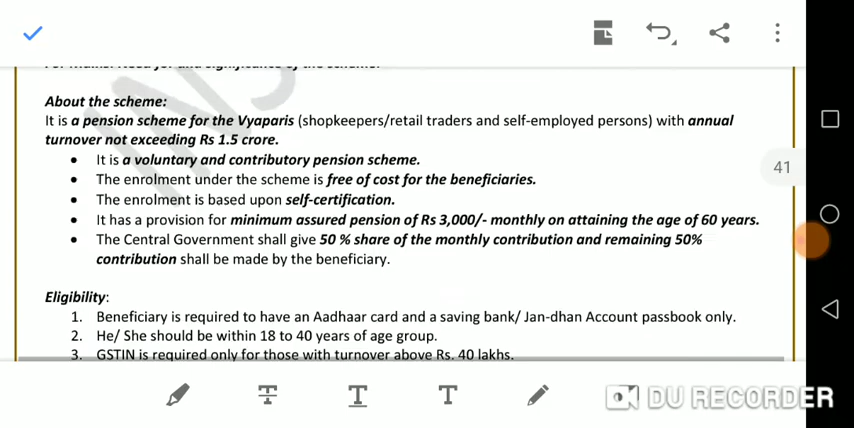 About the scheme:
It is a pension scheme for the Vyaparis (shopkeepers/retail traders and self-employed persons) with annual
turnover not exceeding Rs 1.5 crore.
• It is a voluntary and contributory pension scheme.
• The enrolment under the scheme is free of cost for the beneficiaries.
• The enrolment is based upon self-certification.
• It has a provision for minimum assured pension of Rs 3,000/- monthly on attaining the age of 60 years.
• The Central Government shall give 50 % share of the monthly contribution and remaining 50%
contribution shall be made by the beneficiary.
41
Eligibility:
1. Beneficiary is required to have an Aadhaar card and a saving bank/ Jan-dhan Account passbook only.
2. He/ She should be within 18 to 40 years of age group.
3. GSTIN is required only for those with turnover above Rs. 40 lakhs.
T T T
DU RECORDER